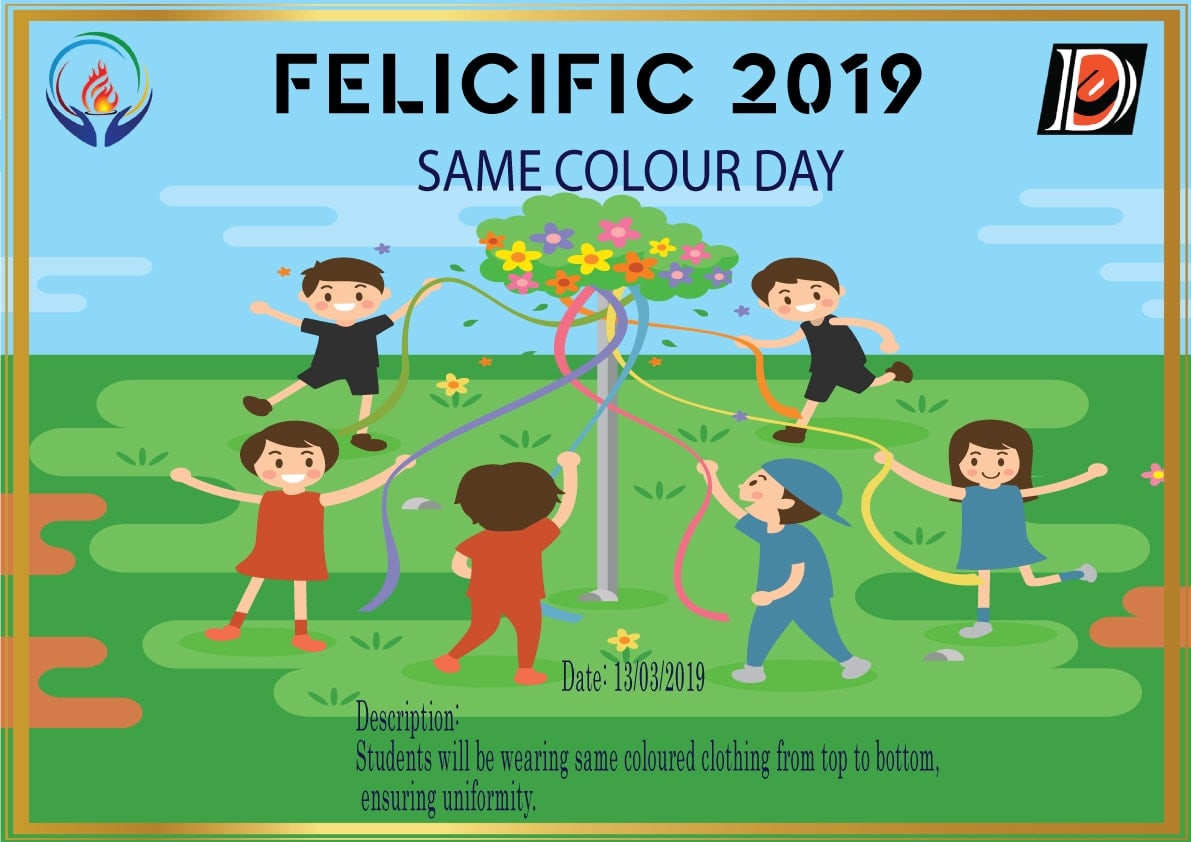 FELICIFIC 2019
SAME COLOUR DAY
Date: 13/03/2019
Description:
Students will be wearing same coloured clothing from top to bottom,
ensuring uniformity.